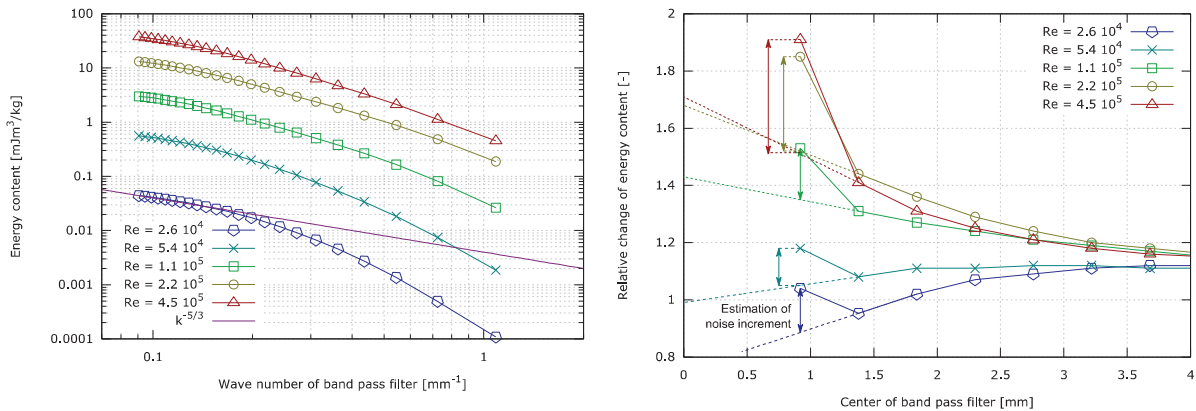 100
10
1
0.1
0.01
0.001
0.0001
0.1
1
Energy content [mJm³/kg]
Wave number of band pass filter [mm⁻¹]
Re = 2.6 10⁴
Re = 5.4 10⁴
Re = 1.1 10⁵
Re = 2.2 10⁵
Re = 4.5 10⁵
k⁻⁵ᐟ³
2
1.8
1.6
1.4
1.2
1
0.8
0
0.5
1
1.5
2
2.5
3
3.5
4
Relative change of energy content [-]
Center of band pass filter [mm]
Re = 2.6 10⁴
Re = 5.4 10⁴
Re = 1.1 10⁵
Re = 2.2 10⁵
Re = 4.5 10⁵
Estimation of
noise increment